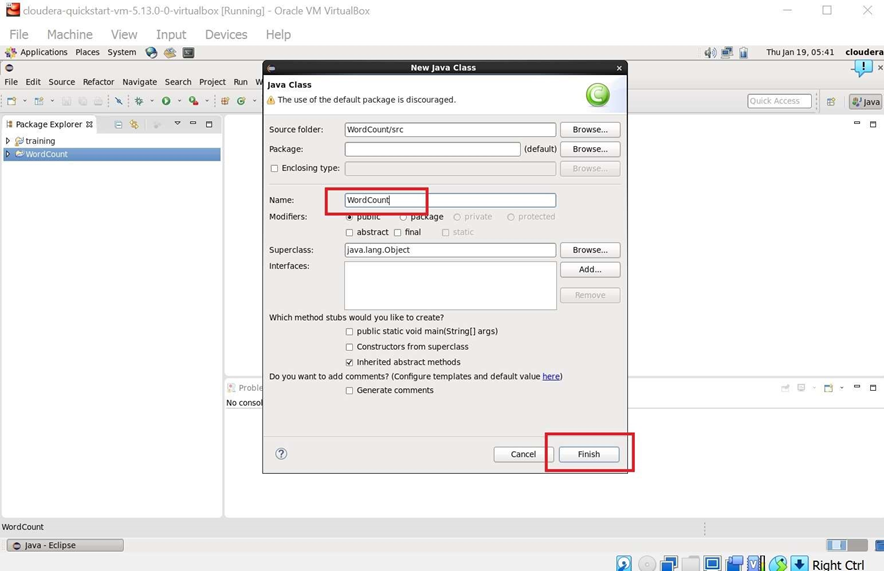 cloudera-quickstart-vm-5.13.0-0-virtualbox [Running] - Oracle VM VirtualBox
File Machine View Input Devices Help
Applications Places System Thu Jan 19, 05:41 cloudera
File Edit Source Refactor Navigate Search Project Run
New Java Class
Java Class
The use of the default package is discouraged.
Quick Access
Java
Package Explorer
training
WordCount
Source folder: WordCount/src Browse...
Package: (default) Browse...
Enclosing type: Browse...
Name: WordCount
Modifiers: public package private protected
abstract final static
Superclass: java.lang.Object Browse...
Interfaces: Add...
Remove
Which method stubs would you like to create?
public static void main(String[] args)
Constructors from superclass
Inherited abstract methods
Do you want to add comments? (Configure templates and default value here)
Generate comments
Proble
No consol
? Cancel Finish
WordCount
Java - Eclipse
Right Ctrl